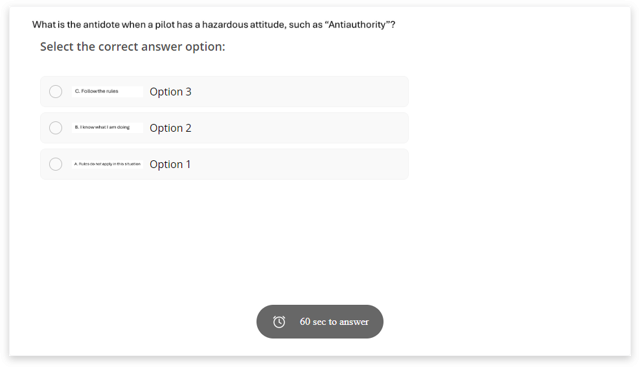 What is the antidote when a pilot has a hazardous attitude, such as “Antiauthority”?
Select the correct answer option:
C. Follow the rules Option 3
B. I know what I am doing Option 2
A. Rules do not apply in this situation Option 1
60 sec to answer